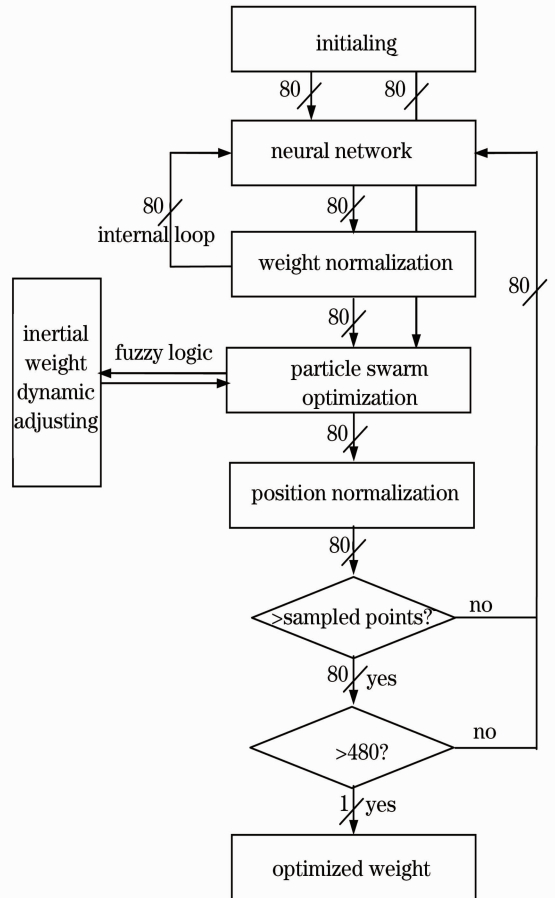 initialing
80
80
neural network
80
internal loop
80
weight normalization
80
80
inertial
weight
dynamic
adjusting
fuzzy logic
particle swarm
optimization
80
position normalization
80
>sampled points?
no
80
yes
>480?
no
1
yes
optimized weight